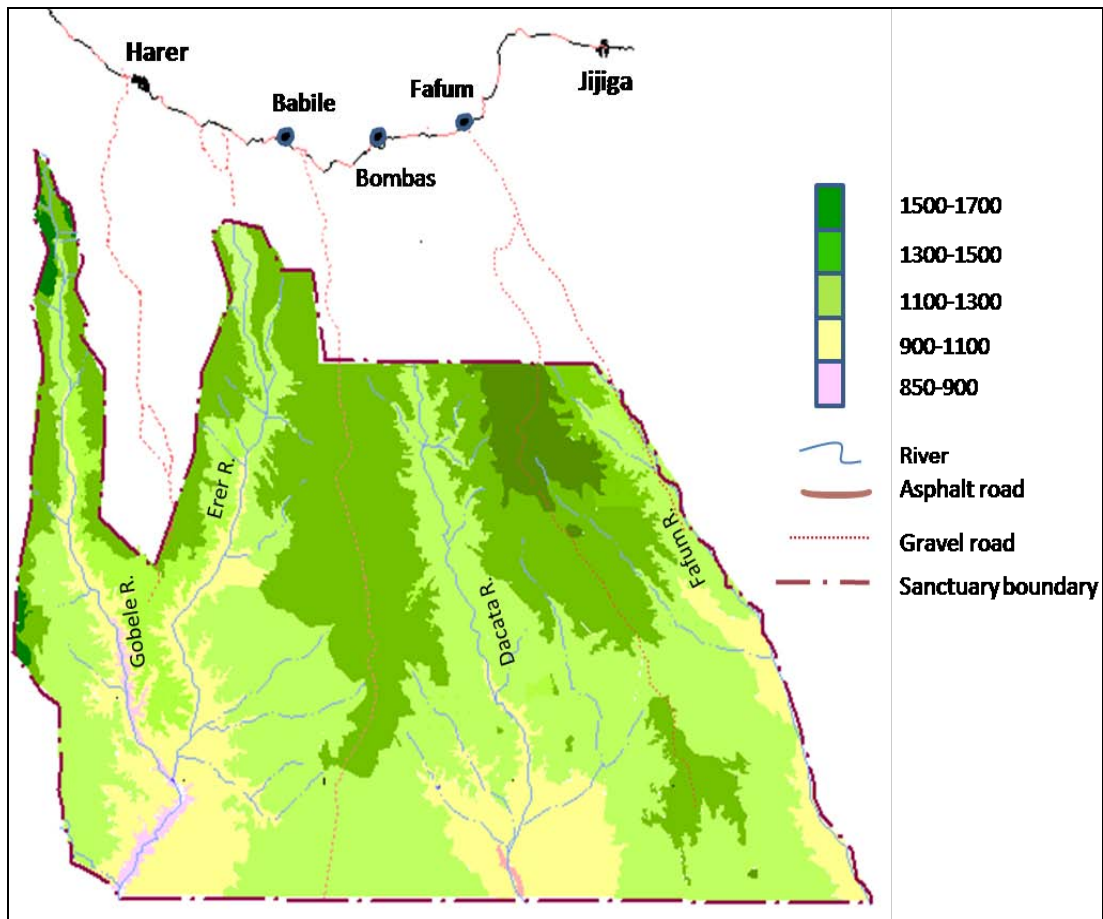 Harer
Babile
Fafum
Jijiga
Bombas
1500-1700
1300-1500
1100-1300
900-1100
850-900
River
Asphalt road
Gravel road
Sanctuary boundary
Erer R.
Gobele R.
Dacata R.
Fafum R.